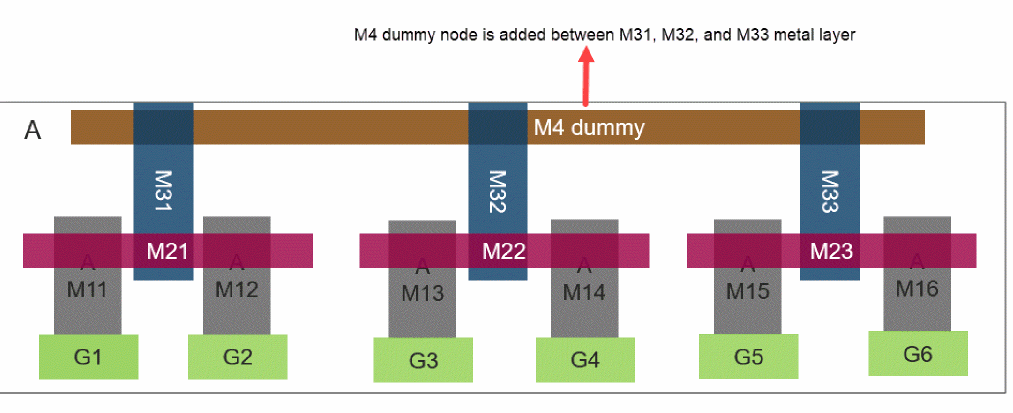 M4 dummy node is added between M31, M32, and M33 metal layer
A
M4 dummy
M31
M32
M33
M21
M22
M23
A
A
A
A
A
A
M11
M12
M13
M14
M15
M16
G1
G2
G3
G4
G5
G6